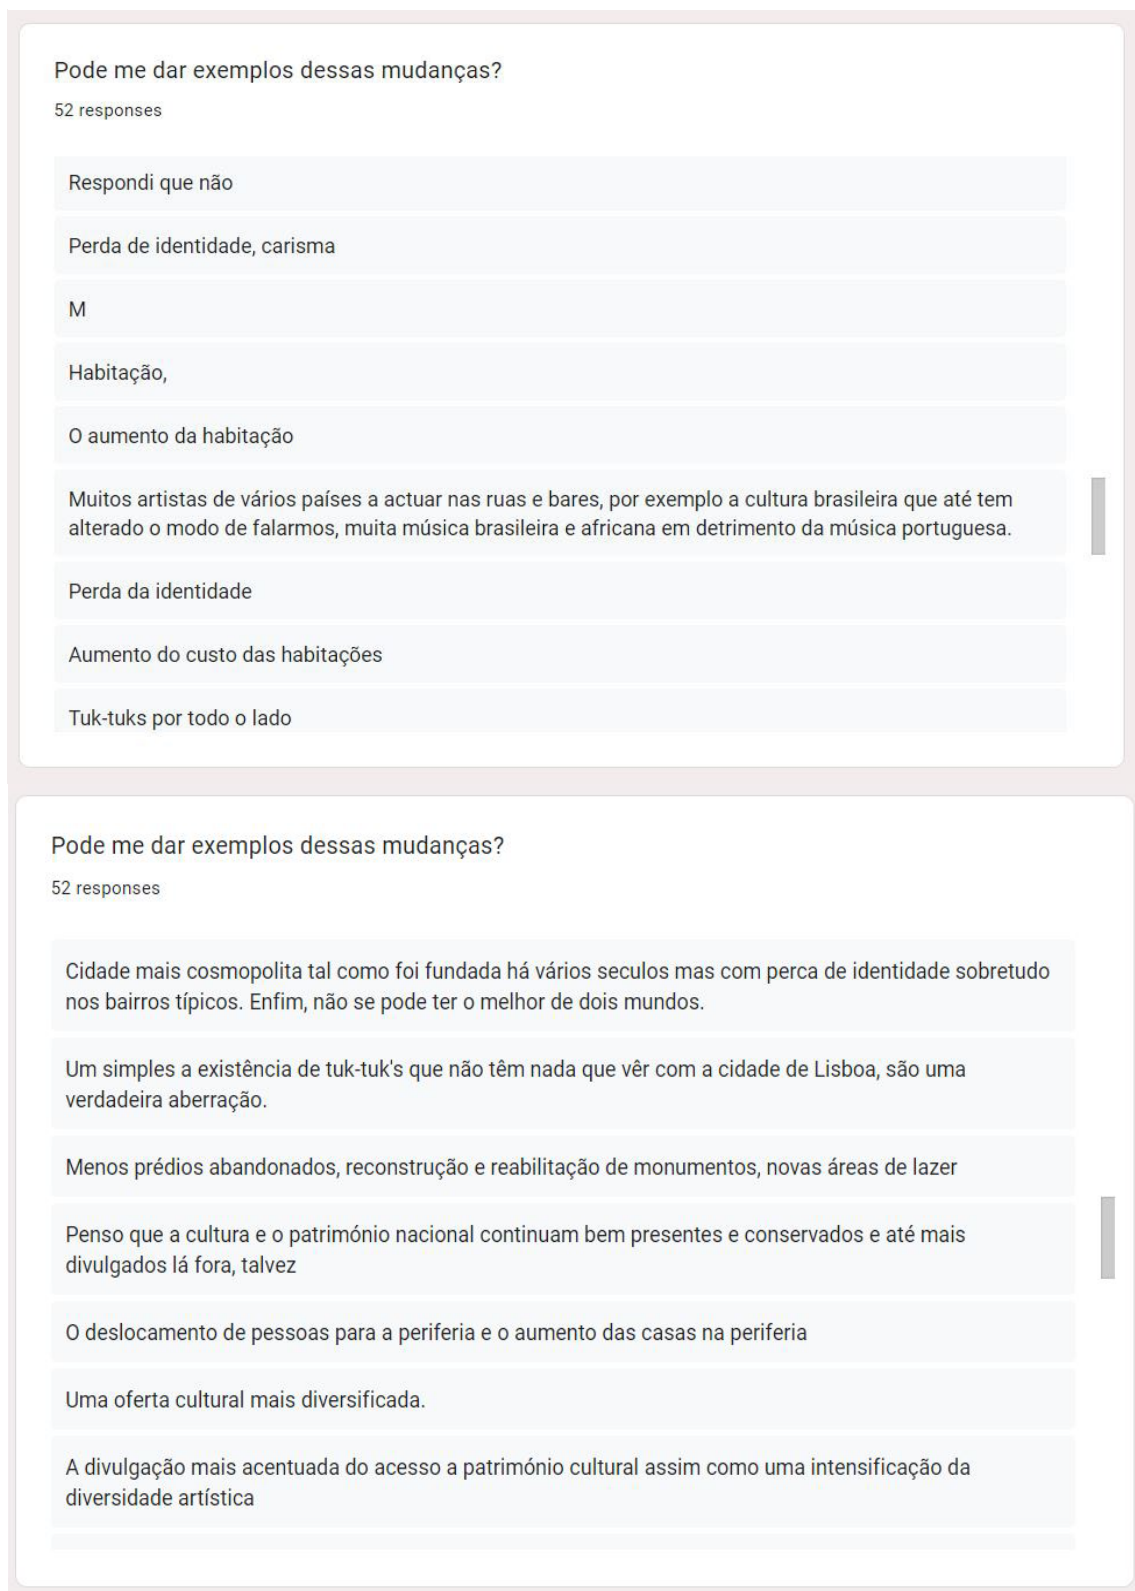 Pode me dar exemplos dessas mudanças?
52 responses
Respondi que não
Perda de identidade, carisma
M
Habitação,
O aumento da habitação
Muitos artistas de vários países a actuar nas ruas e bares, por exemplo a cultura brasileira que até tem
alterado o modo de falarmos, muita música brasileira e africana em detrimento da música portuguesa.
Perda da identidade
Aumento do custo das habitações
Tuk-tuks por todo o lado
Pode me dar exemplos dessas mudanças?
52 responses
Cidade mais cosmopolita tal como foi fundada há vários seculos mas com perca de identidade sobretudo
nos bairros típicos. Enfim, não se pode ter o melhor de dois mundos.
Um simples a existência de tuk-tuk's que não têm nada que vêr com a cidade de Lisboa, são uma
verdadeira aberração.
Menos prédios abandonados, reconstrução e reabilitação de monumentos, novas áreas de lazer
Penso que a cultura e o património nacional continuam bem presentes e conservados e até mais
divulgados lá fora, talvez
O deslocamento de pessoas para a periferia e o aumento das casas na periferia
Uma oferta cultural mais diversificada.
A divulgação mais acentuada do acesso a património cultural assim como uma intensificação da
diversidade artística